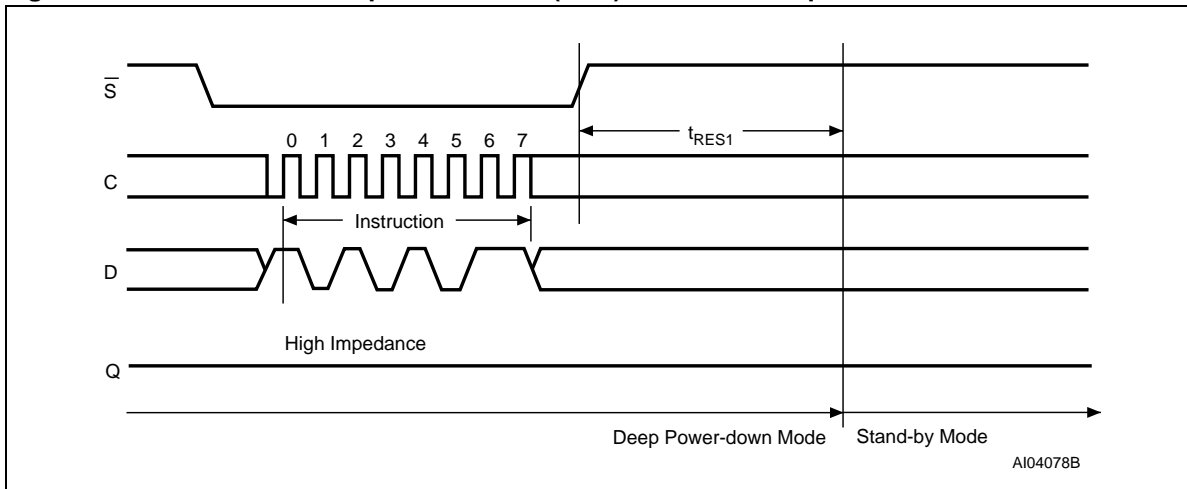 S
t_RES1
0 1 2 3 4 5 6 7
C
Instruction
D
High Impedance
Q
Deep Power-down Mode Stand-by Mode
AI04078B